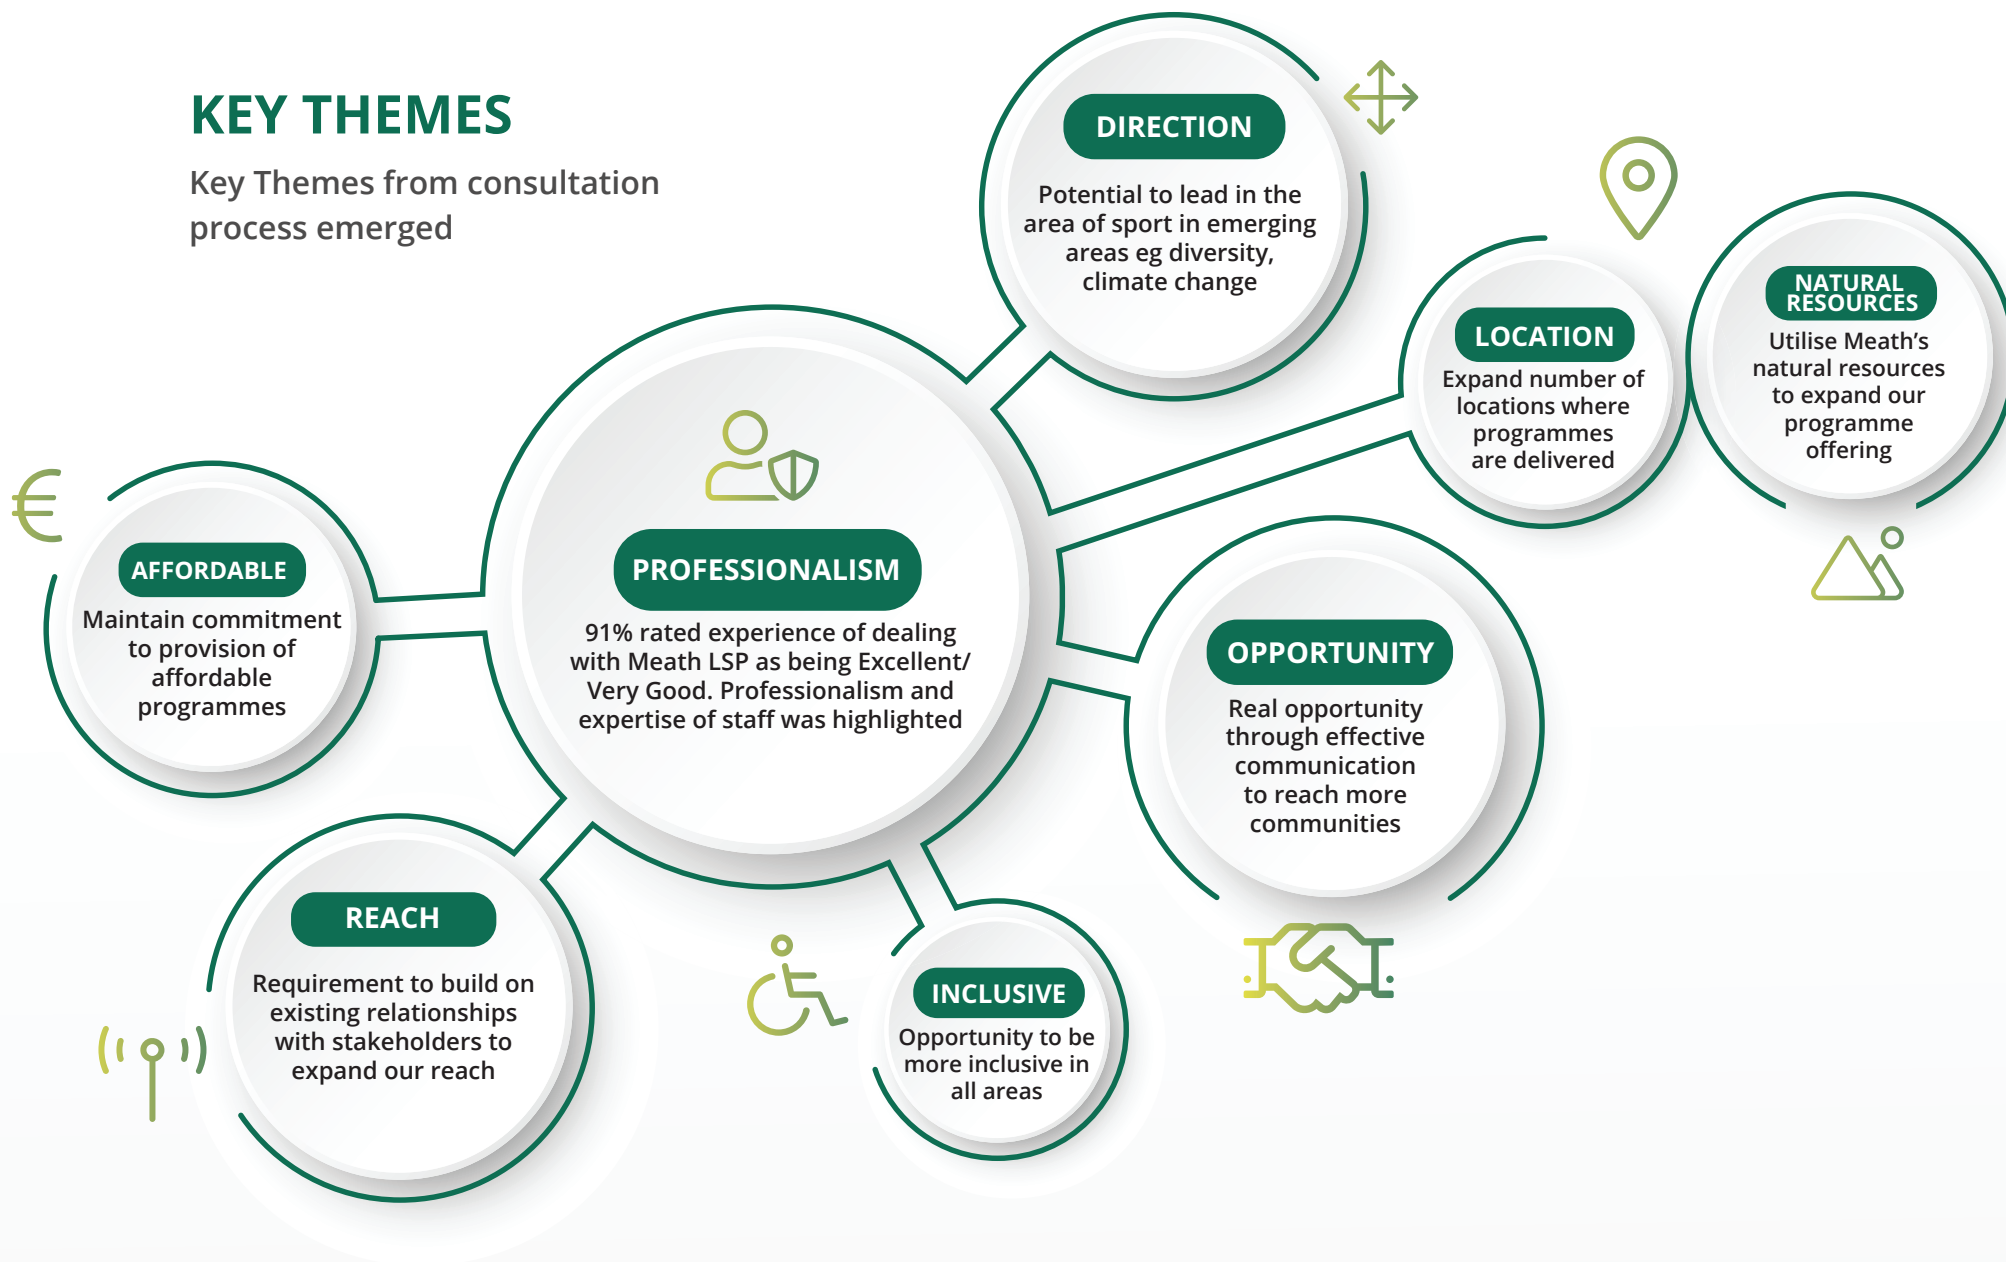 KEY THEMES
Key Themes from consultation
process emerged
DIRECTION
Potential to lead in the
area of sport in emerging
areas eg diversity,
climate change
LOCATION
Expand number of
locations where
programmes
are delivered
NATURAL
RESOURCES
Utilise Meath’s
natural resources
to expand our
programme
offering
PROFESSIONALISM
91% rated experience of dealing
with Meath LSP as being Excellent/
Very Good. Professionalism and
expertise of staff was highlighted
AFFORDABLE
Maintain commitment
to provision of
affordable
programmes
OPPORTUNITY
Real opportunity
through effective
communication
to reach more
communities
REACH
Requirement to build on
existing relationships
with stakeholders to
expand our reach
INCLUSIVE
Opportunity to be
more inclusive in
all areas